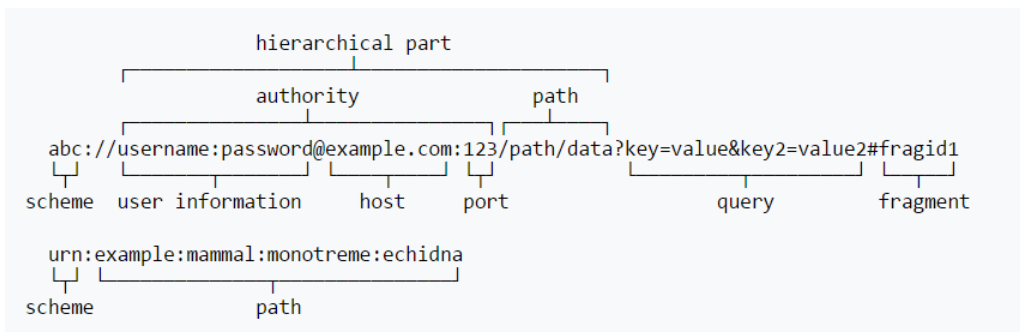 hierarchical part
authority path
abc://username:password@example.com:123/path/data?key=value&key2=value2#fragid1
scheme user information host port query fragment
urn:example:mammal:monotreme:echidna
scheme path